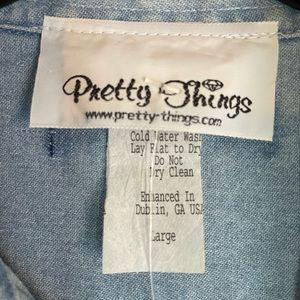 Pretty Things
www.pretty-things.com
Cold Water Wash
Lay Flat to Dry
Do Not
Dry Clean
Enhanced In
Dublin, GA USA
Large